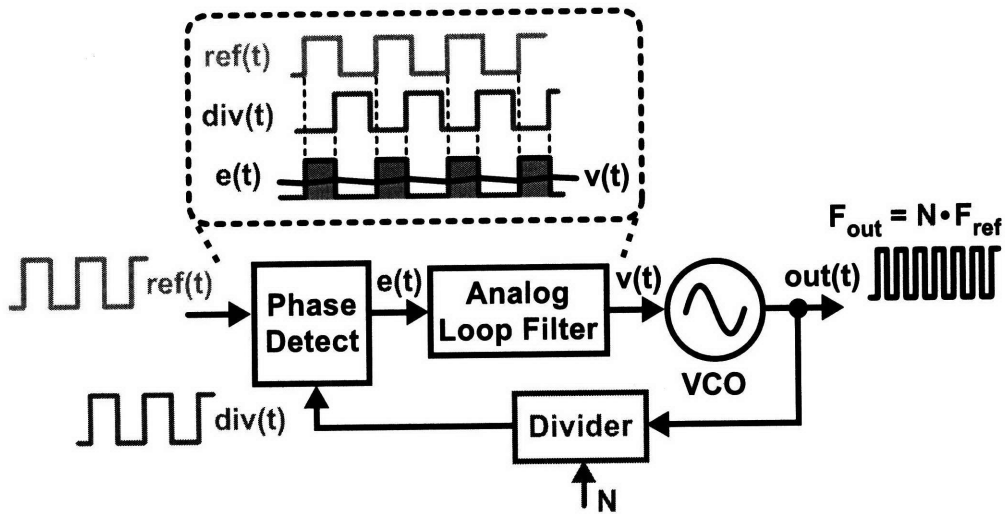 ref(t)
div(t)
e(t) v(t)
F_out = N•F_ref
ref(t)
Phase Detect
e(t)
Analog Loop Filter
v(t)
out(t)
VCO
div(t)
Divider
N